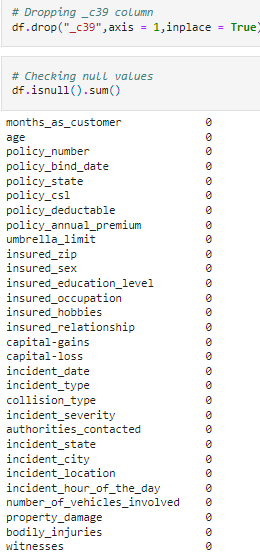 # Dropping _c39 column
df.drop("_c39",axis = 1,inplace = True)
# Checking null values
df.isnull().sum()
months_as_customer 0
age 0
policy_number 0
policy_bind_date 0
policy_state 0
policy_csl 0
policy_deductable 0
policy_annual_premium 0
umbrella_limit 0
insured_zip 0
insured_sex 0
insured_education_level 0
insured_occupation 0
insured_hobbies 0
insured_relationship 0
capital-gains 0
capital-loss 0
incident_date 0
incident_type 0
collision_type 0
incident_severity 0
authorities_contacted 0
incident_state 0
incident_city 0
incident_location 0
incident_hour_of_the_day 0
number_of_vehicles_involved 0
property_damage 0
bodily_injuries 0
witnesses 0